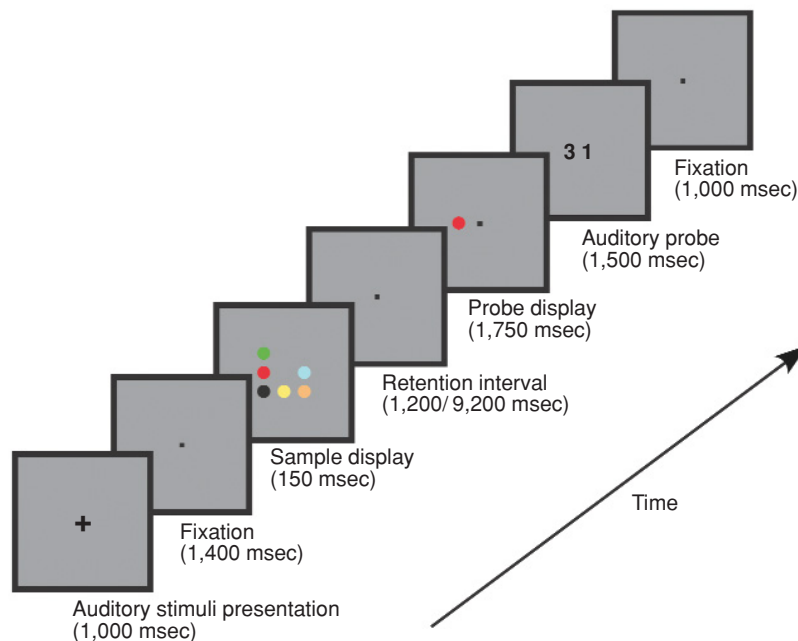 Auditory stimuli presentation
(1,000 msec)
Fixation
(1,400 msec)
Sample display
(150 msec)
Retention interval
(1,200/ 9,200 msec)
Probe display
(1,750 msec)
3 1
Auditory probe
(1,500 msec)
Fixation
(1,000 msec)
Time